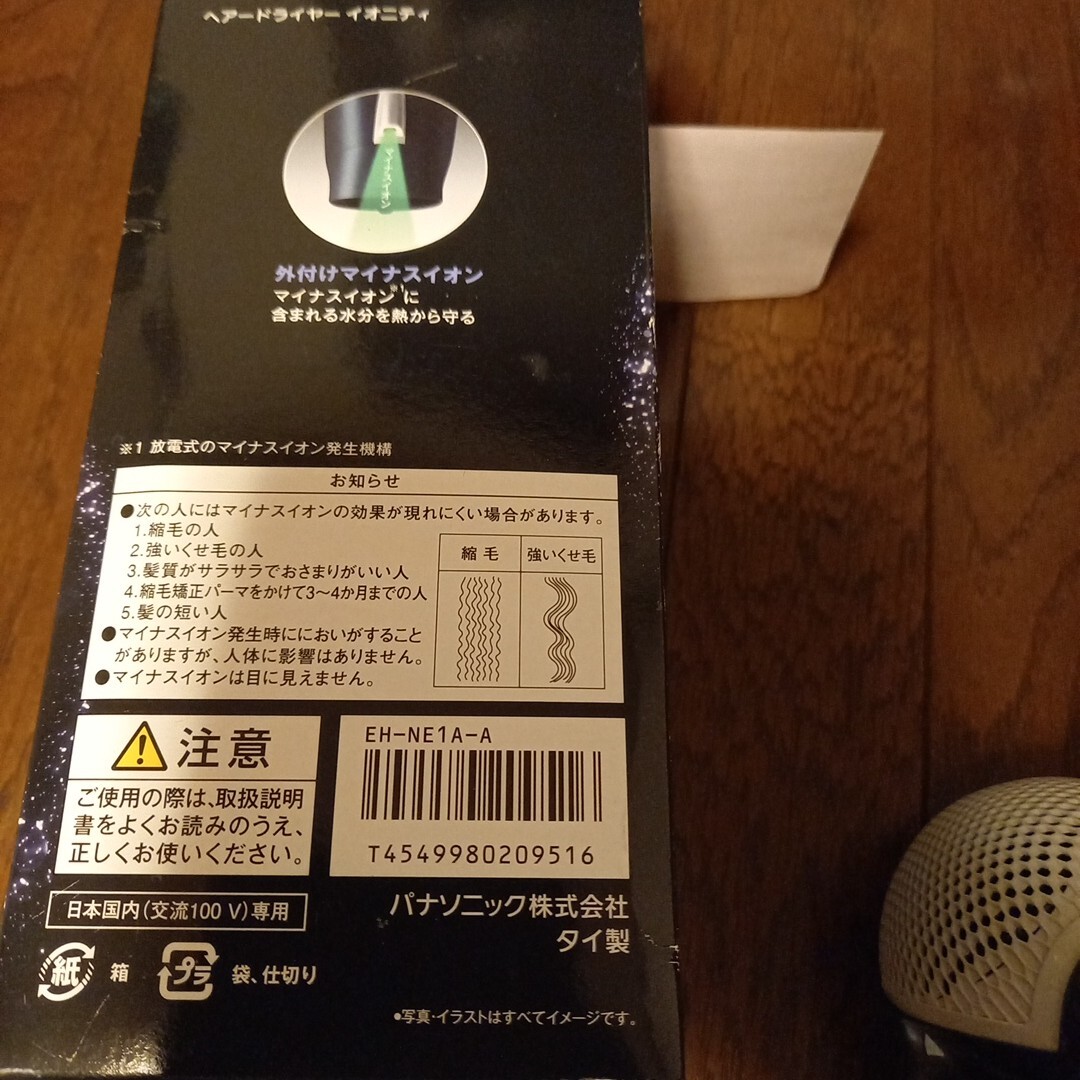 ヘアードライヤー イオニティ
マイナスイオン
外付けマイナスイオン
マイナスイオン※1に
含まれる水分を熱から守る
※1 放電式のマイナスイオン発生機構
お知らせ
●次の人にはマイナスイオンの効果が現れにくい場合があります。
1.縮毛の人
2.強いくせ毛の人
3.髪質がサラサラでおさまりがいい人
4.縮毛矯正パーマをかけて3〜4か月までの人
5.髪の短い人
●マイナスイオン発生時ににおいがすること
がありますが、人体に影響はありません。
●マイナスイオンは目に見えません。
縮毛 強いくせ毛
注意
ご使用の際は、取扱説明
書をよくお読みのうえ、
正しくお使いください。
EH-NE1A-A
T4549980209516
日本国内(交流100 V)専用
パナソニック株式会社
タイ製
紙 箱 プラ 袋、仕切り
●写真・イラストはすべてイメージです。